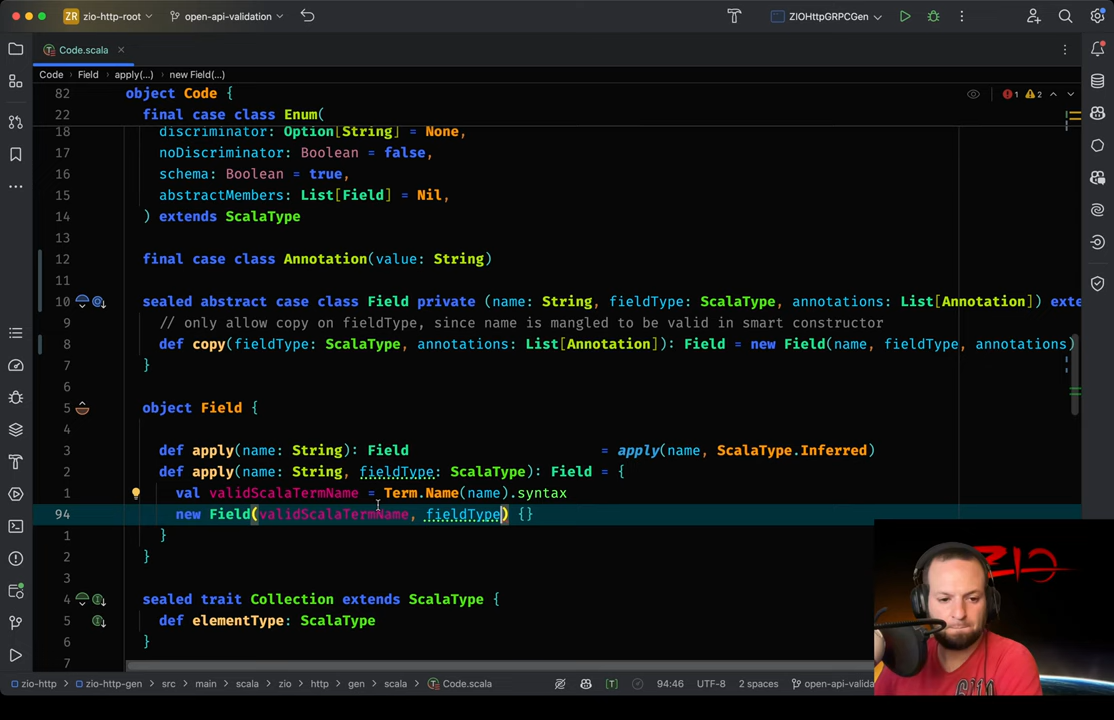 ZR zio-http-root open-api-validation ZIOHttpGRPCGen
Code.scala
Code Field apply(...) new Field(...)
82 object Code {
22 final case class Enum(
18 discriminator: Option[String] = None,
17 noDiscriminator: Boolean = false,
16 schema: Boolean = true,
15 abstractMembers: List[Field] = Nil,
14 ) extends ScalaType
13
12 final case class Annotation(value: String)
11
10 sealed abstract case class Field private (name: String, fieldType: ScalaType, annotations: List[Annotation]) exte
9 // only allow copy on fieldType, since name is mangled to be valid in smart constructor
8 def copy(fieldType: ScalaType, annotations: List[Annotation]): Field = new Field(name, fieldType, annotations)
7 }
6
5 object Field {
4
3 def apply(name: String): Field = apply(name, ScalaType.Inferred)
2 def apply(name: String, fieldType: ScalaType): Field = {
1 val validScalaTermName = Term.Name(name).syntax
94 new Field(validScalaTermName, fieldType) {}
1 }
2 }
3
4 sealed trait Collection extends ScalaType {
5 def elementType: ScalaType
6 }
7
1 2
ZIO
zio-http zio-http-gen src main scala zio http gen scala Code.scala 94:46 UTF-8 2 spaces open-api-valida